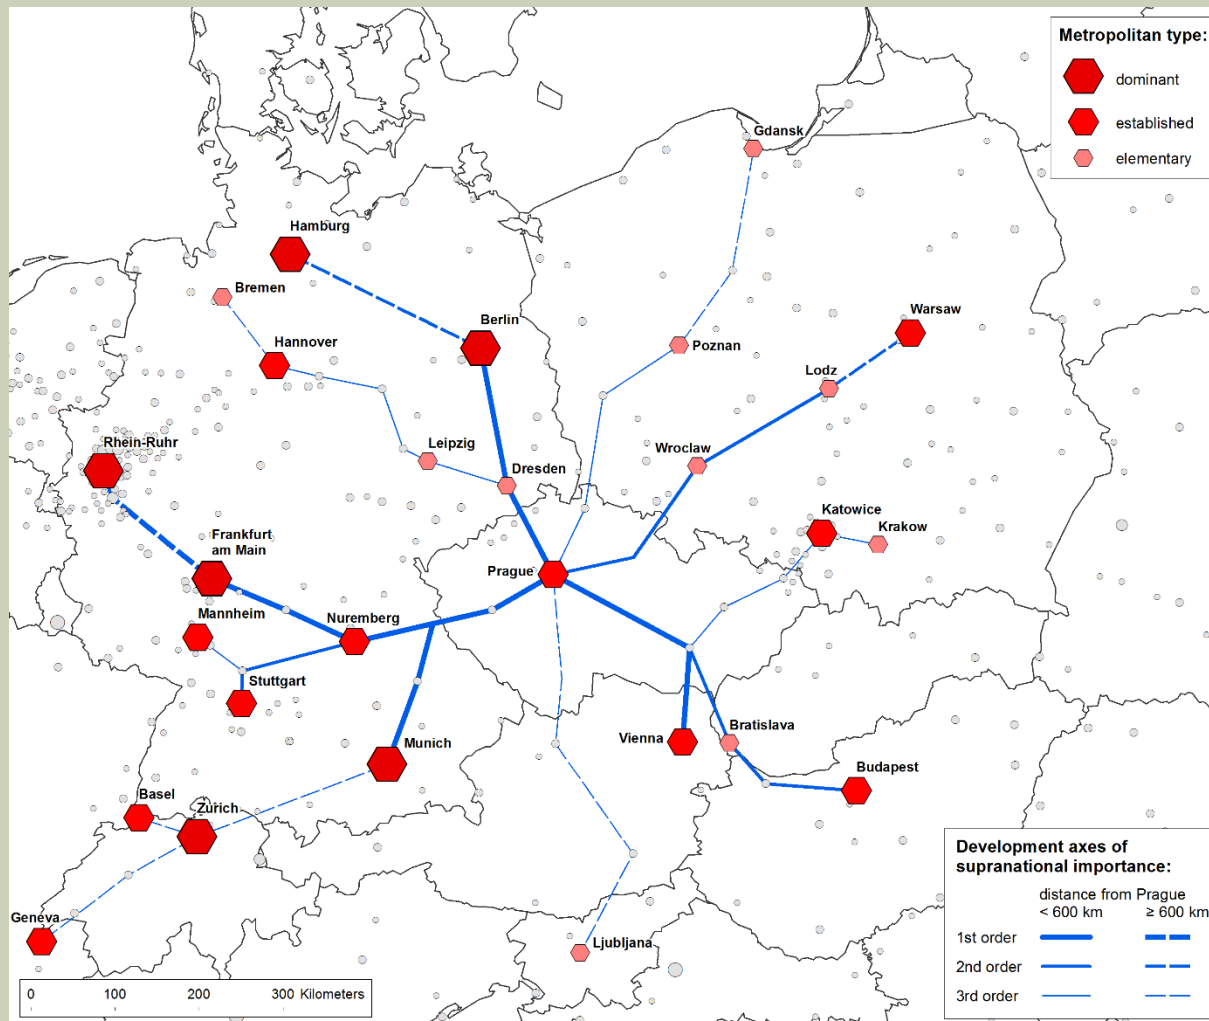 Metropolitan type:
dominant
established
elementary
Gdansk
Hamburg
Bremen
Berlin
Warsaw
Hannover
Poznan
Lodz
Rhein-Ruhr
Leipzig
Wroclaw
Dresden
Katowice
Krakow
Frankfurt
am Main
Prague
Mannheim
Nuremberg
Stuttgart
Munich
Vienna
Bratislava
Budapest
Basel
Zürich
Geneva
Ljubljana
Development axes of
supranational importance:
distance from Prague
< 600 km ≥ 600 km
1st order
2nd order
3rd order
0 100 200 300 Kilometers